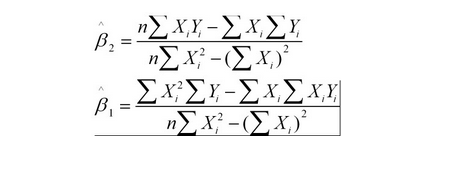 β̂₂ = (n∑XᵢYᵢ − ∑Xᵢ∑Yᵢ) / (n∑Xᵢ² − (∑Xᵢ)²)
β̂₁ = (∑Xᵢ²∑Yᵢ − ∑Xᵢ∑XᵢYᵢ) / (n∑Xᵢ² − (∑Xᵢ)²)